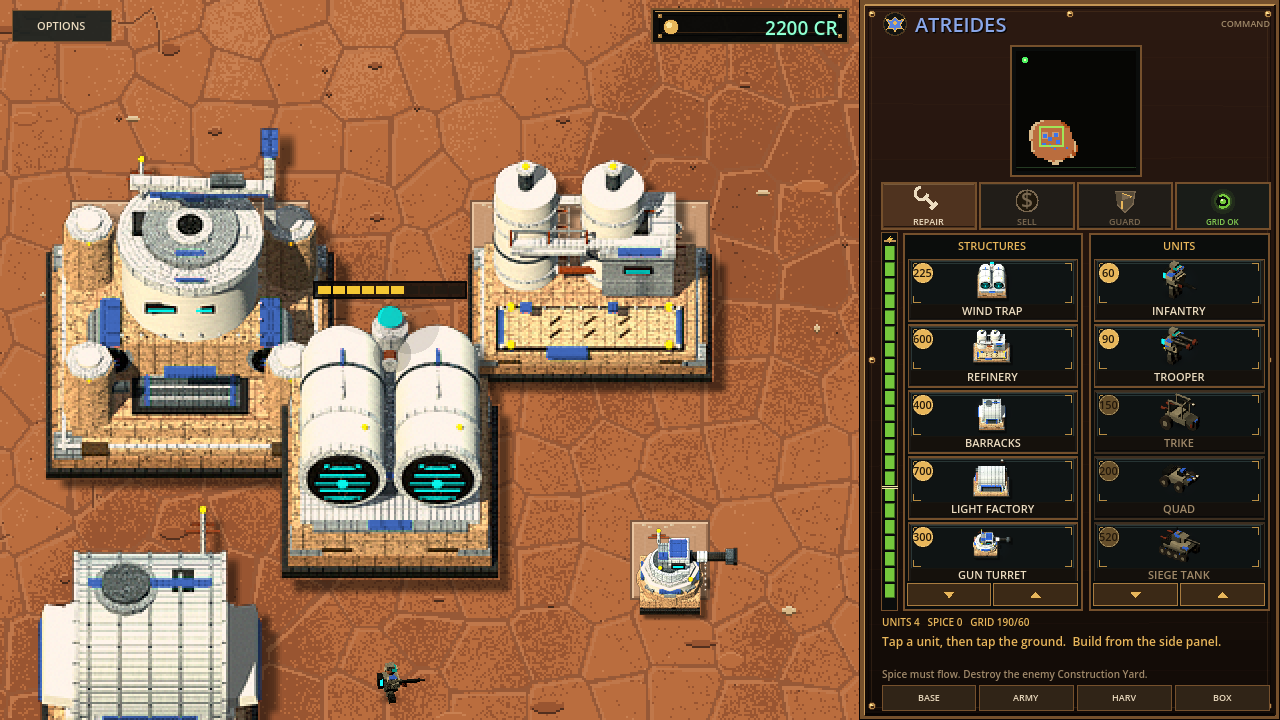 OPTIONS
2200 CR
ATREIDES
COMMAND
REPAIR
SELL
GUARD
GRID OK
STRUCTURES
UNITS
225
WIND TRAP
60
INFANTRY
600
REFINERY
90
TROOPER
400
BARRACKS
150
TRIKE
700
LIGHT FACTORY
200
QUAD
300
GUN TURRET
SIEGE TANK
UNITS 4 SPICE 0 GRID 190/60
Tap a unit, then tap the ground. Build from the side panel.
Spice must flow. Destroy the enemy Construction Yard.
BASE
ARMY
HARV
BOX